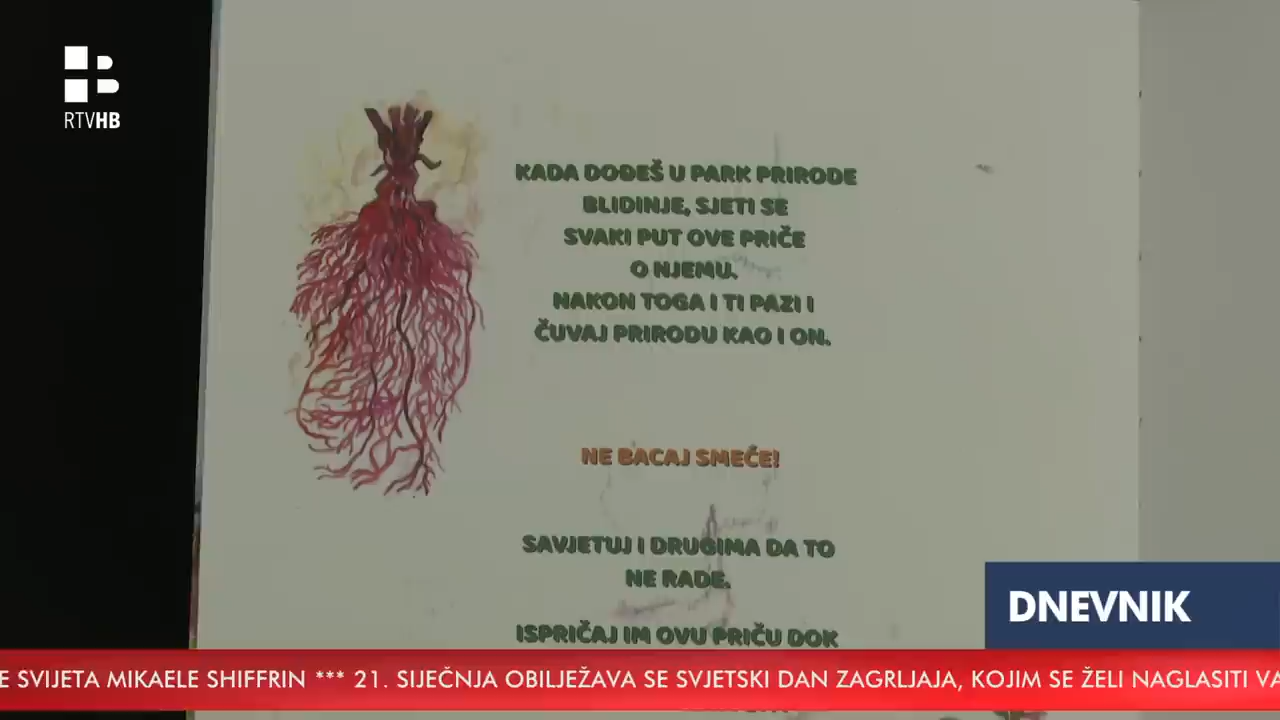 RTVHB
KADA DOĐEŠ U PARK PRIRODE
BLIDINJE, SJETI SE
SVAKI PUT OVE PRIČE
O NJEMU.
NAKON TOGA I TI PAZI I
ČUVAJ PRIRODU KAO I ON.
NE BACAJ SMEĆE!
SAVJETUJ I DRUGIMA DA TO
NE RADE.
ISPRIČAJ IM OVU PRIČU DOK
DNEVNIK
E SVIJETA MIKAELE SHIFFRIN *** 21. SIJEČNJA OBILJEŽAVA SE SVJETSKI DAN ZAGRLJAJA, KOJIM SE ŽELI NAGLASITI VA